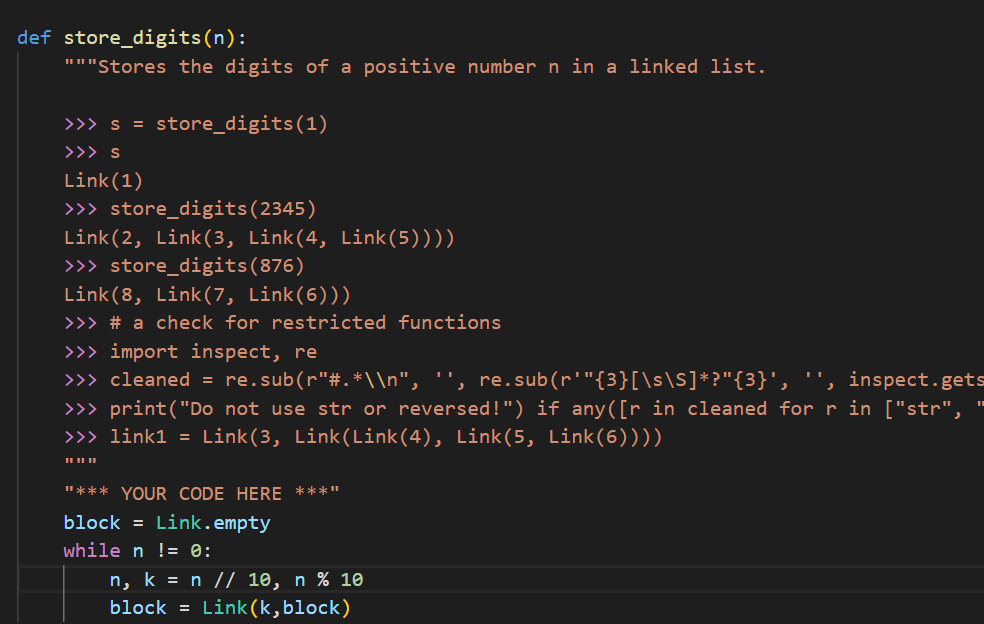 def store_digits(n):
"""Stores the digits of a positive number n in a linked list.
>>> s = store_digits(1)
>>> s
Link(1)
>>> store_digits(2345)
Link(2, Link(3, Link(4, Link(5))))
>>> store_digits(876)
Link(8, Link(7, Link(6)))
>>> # a check for restricted functions
>>> import inspect, re
>>> cleaned = re.sub(r"#.*\\n", '', re.sub(r'"{3}[\s\S]*?"{3}', '', inspect.gets
>>> print("Do not use str or reversed!") if any([r in cleaned for r in ["str", "
>>> link1 = Link(3, Link(Link(4), Link(5, Link(6))))
"""
"*** YOUR CODE HERE ***"
block = Link.empty
while n != 0:
n, k = n // 10, n % 10
block = Link(k,block)